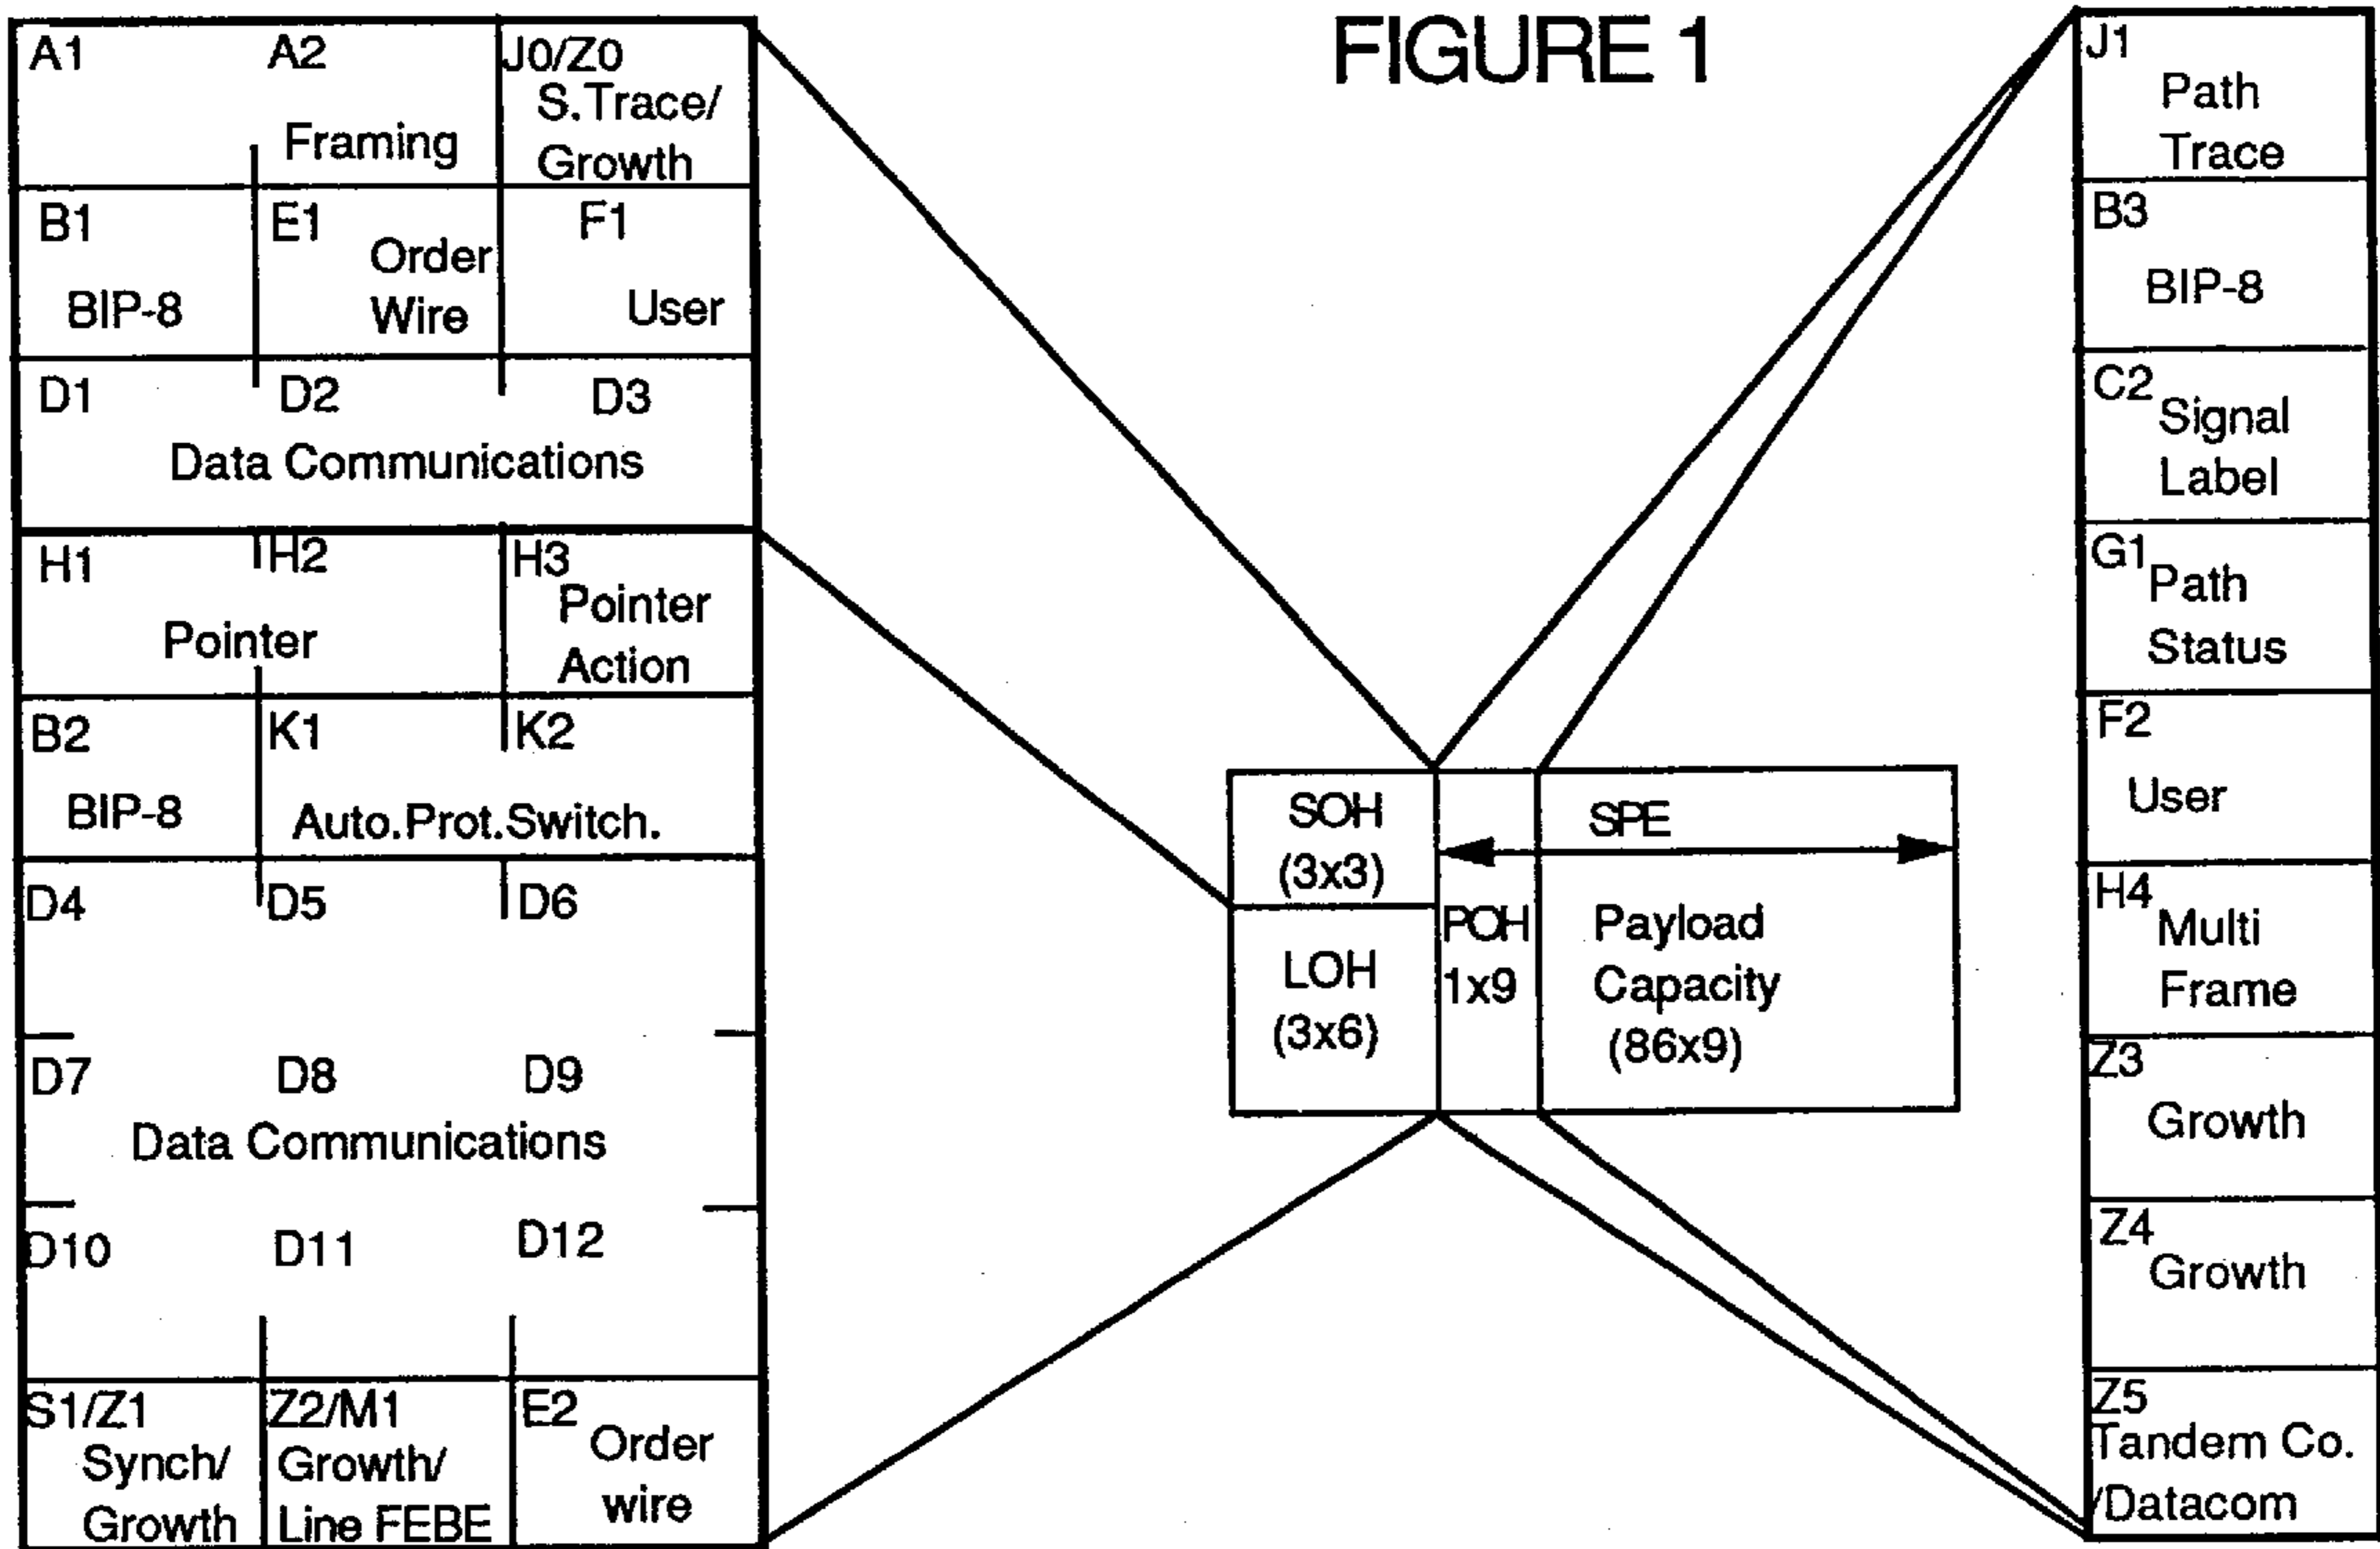 FIGURE 1
A1 A2 J0/Z0
S.Trace/
Framing Growth
B1 E1 F1
Order
BIP-8 Wire User
D1 D2 D3
Data Communications
H1 H2 H3
Pointer
Pointer Action
B2 K1 K2
BIP-8 Auto.Prot.Switch.
D4 D5 D6
D7 D8 D9
Data Communications
D10 D11 D12
S1/Z1 Z2/M1 E2
Synch/ Growth/ Order
Growth Line FEBE wire
SOH
(3x3)
LOH
(3x6)
POH
1x9
SPE
Payload
Capacity
(86x9)
J1
Path
Trace
B3
BIP-8
C2
Signal
Label
G1
Path
Status
F2
User
H4
Multi
Frame
Z3
Growth
Z4
Growth
Z5
Tandem Co.
/Datacom